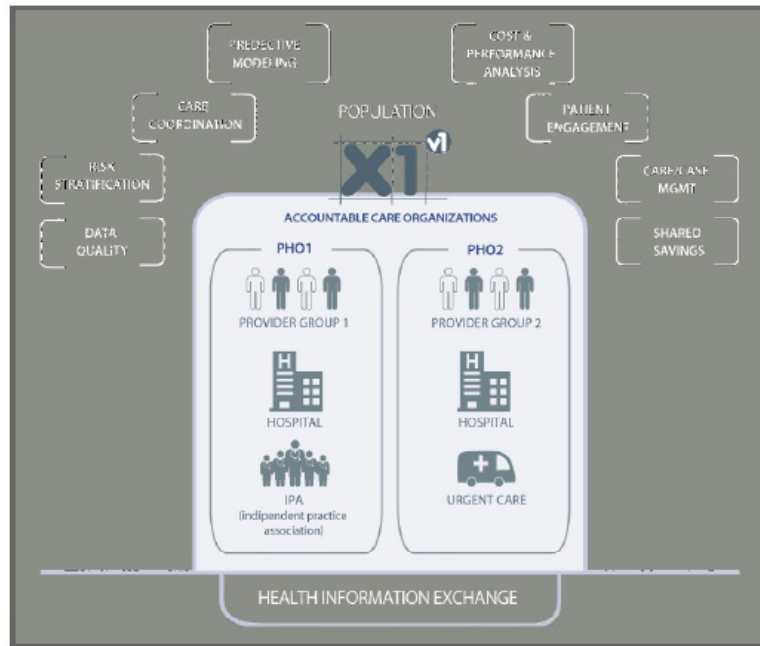 PREDECTIVE
MODELING
COST &
PERFORMANCE
ANALYSIS
CARE
COORDINATION
POPULATION
PATIENT
ENGAGEMENT
X1 v1
RISK
STRATIFICATION
CARE/CASE
MGMT
DATA
QUALITY
SHARED
SAVINGS
ACCOUNTABLE CARE ORGANIZATIONS
PHO1
PHO2
PROVIDER GROUP 1
PROVIDER GROUP 2
H
H
HOSPITAL
HOSPITAL
IPA
(indipendent practice
association)
URGENT CARE
HEALTH INFORMATION EXCHANGE